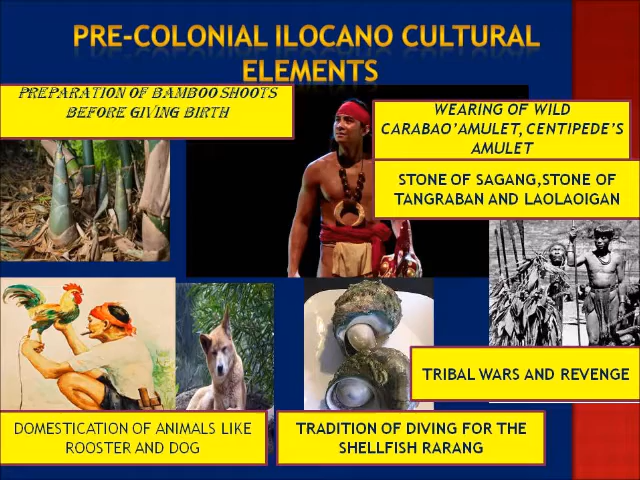 PRE-COLONIAL ILOCANO CULTURAL
ELEMENTS
PREPARATION OF BAMBOO SHOOTS
BEFORE GIVING BIRTH
WEARING OF WILD
CARABAO'AMULET,CENTIPEDE'S
AMULET
STONE OF SAGANG,STONE OF
TANGRABAN AND LAOLAOIGAN
TRIBAL WARS AND REVENGE
DOMESTICATION OF ANIMALS LIKE
ROOSTER AND DOG
TRADITION OF DIVING FOR THE
SHELLFISH RARANG